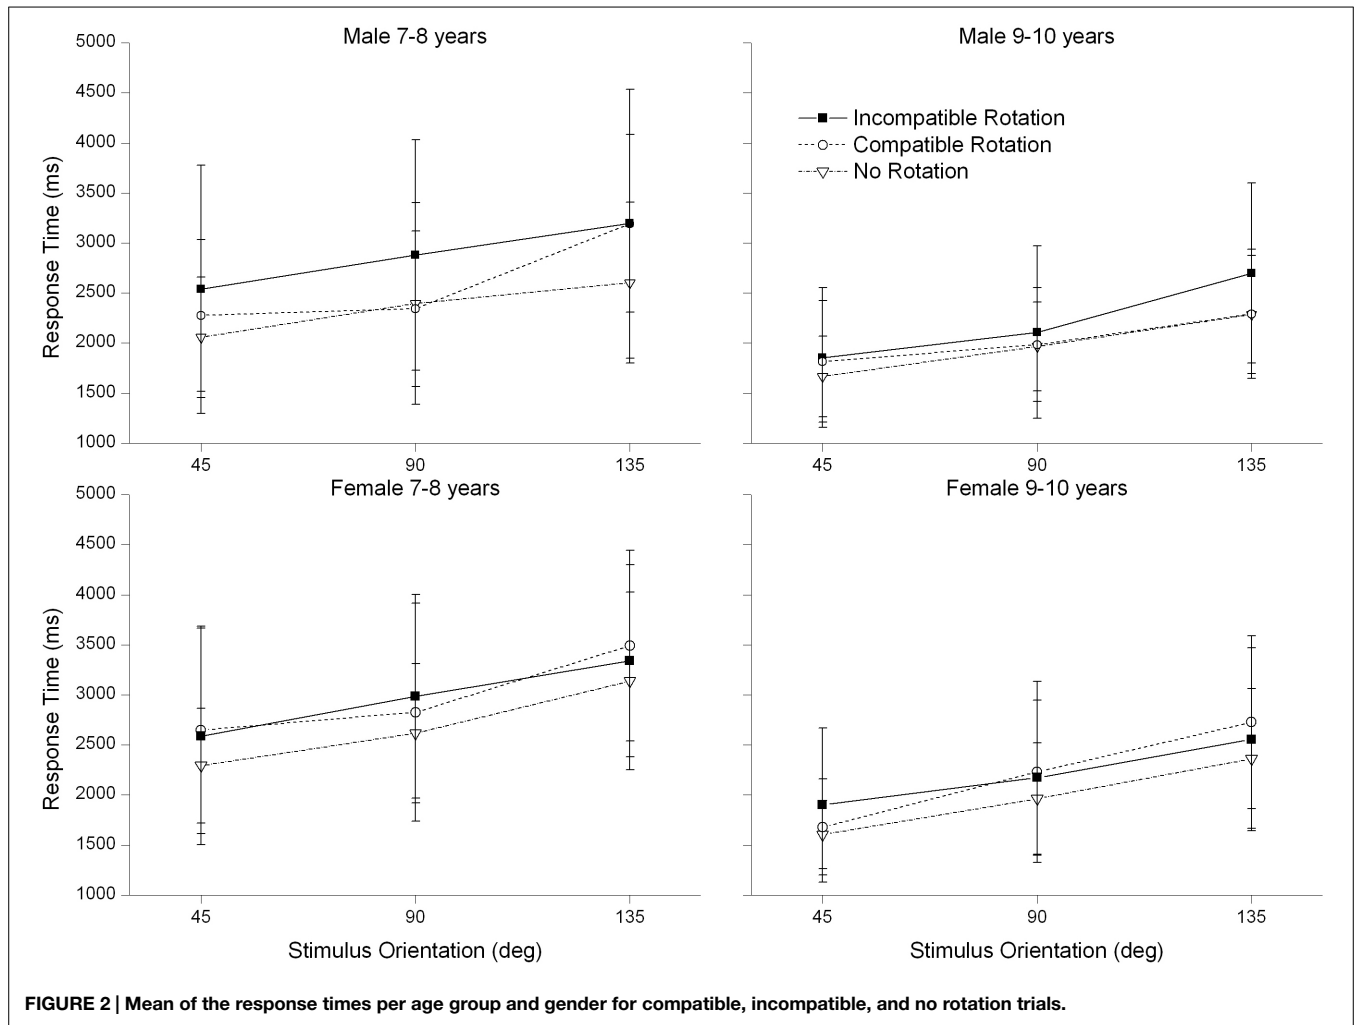 Male 7-8 years
5000
4500
4000
3500
3000
2500
2000
1500
1000
Response Time (ms)
45 90 135
Male 9-10 years
Incompatible Rotation
Compatible Rotation
No Rotation
45 90 135
Female 7-8 years
5000
4500
4000
3500
3000
2500
2000
1500
1000
Response Time (ms)
45 90 135
Stimulus Orientation (deg)
Female 9-10 years
45 90 135
Stimulus Orientation (deg)
FIGURE 2 | Mean of the response times per age group and gender for compatible, incompatible, and no rotation trials.